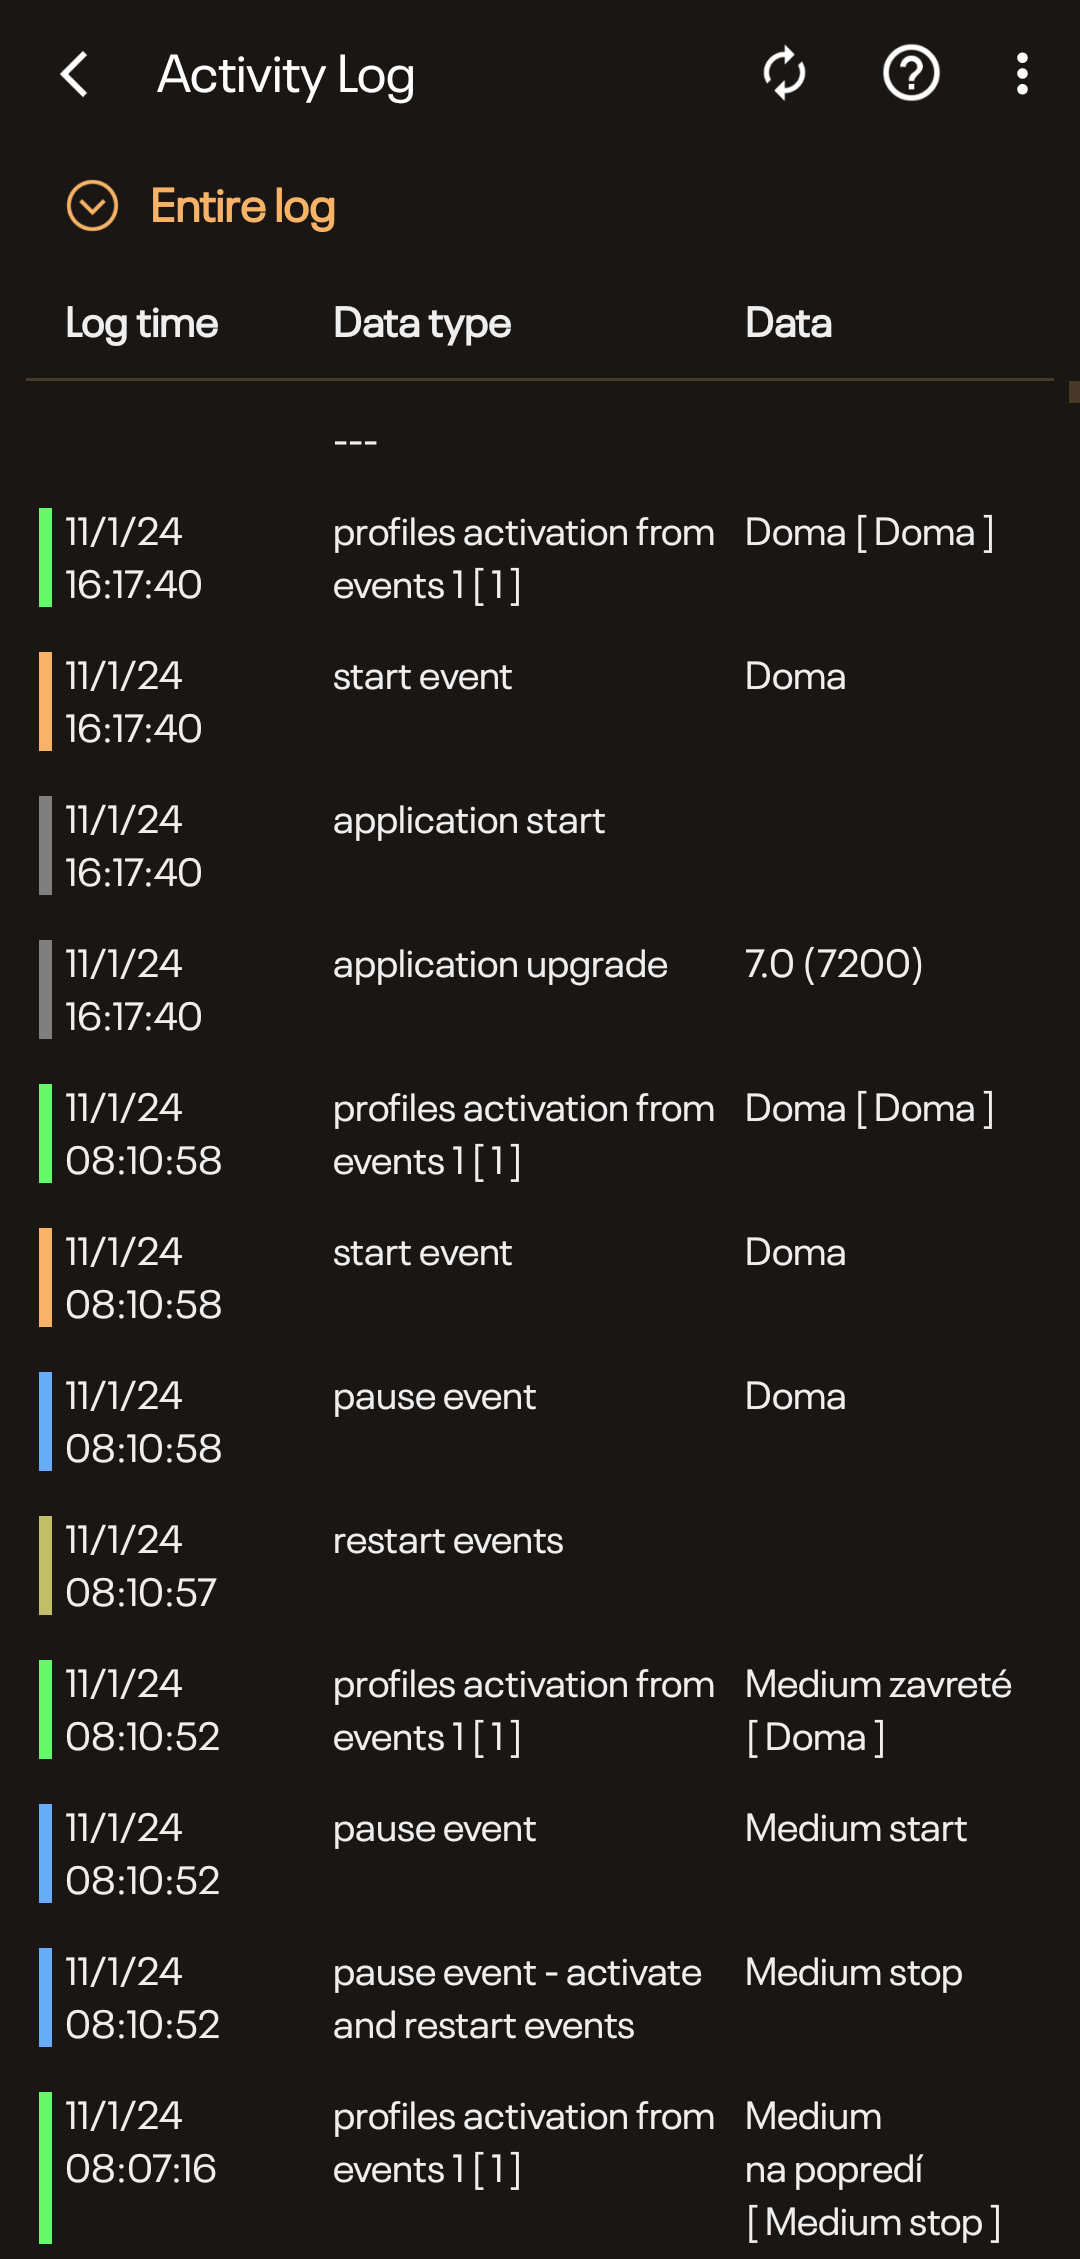 Activity Log
Entire log
Log time Data type Data
---
11/1/24 profiles activation from Doma [ Doma ]
16:17:40 events 1 [ 1 ]
11/1/24 start event Doma
16:17:40
11/1/24 application start
16:17:40
11/1/24 application upgrade 7.0 (7200)
16:17:40
11/1/24 profiles activation from Doma [ Doma ]
08:10:58 events 1 [ 1 ]
11/1/24 start event Doma
08:10:58
11/1/24 pause event Doma
08:10:58
11/1/24 restart events
08:10:57
11/1/24 profiles activation from Medium zavreté
08:10:52 events 1 [ 1 ] [ Doma ]
11/1/24 pause event Medium start
08:10:52
11/1/24 pause event - activate Medium stop
08:10:52 and restart events
11/1/24 profiles activation from Medium
08:07:16 events 1 [ 1 ] na popredí
[ Medium stop ]